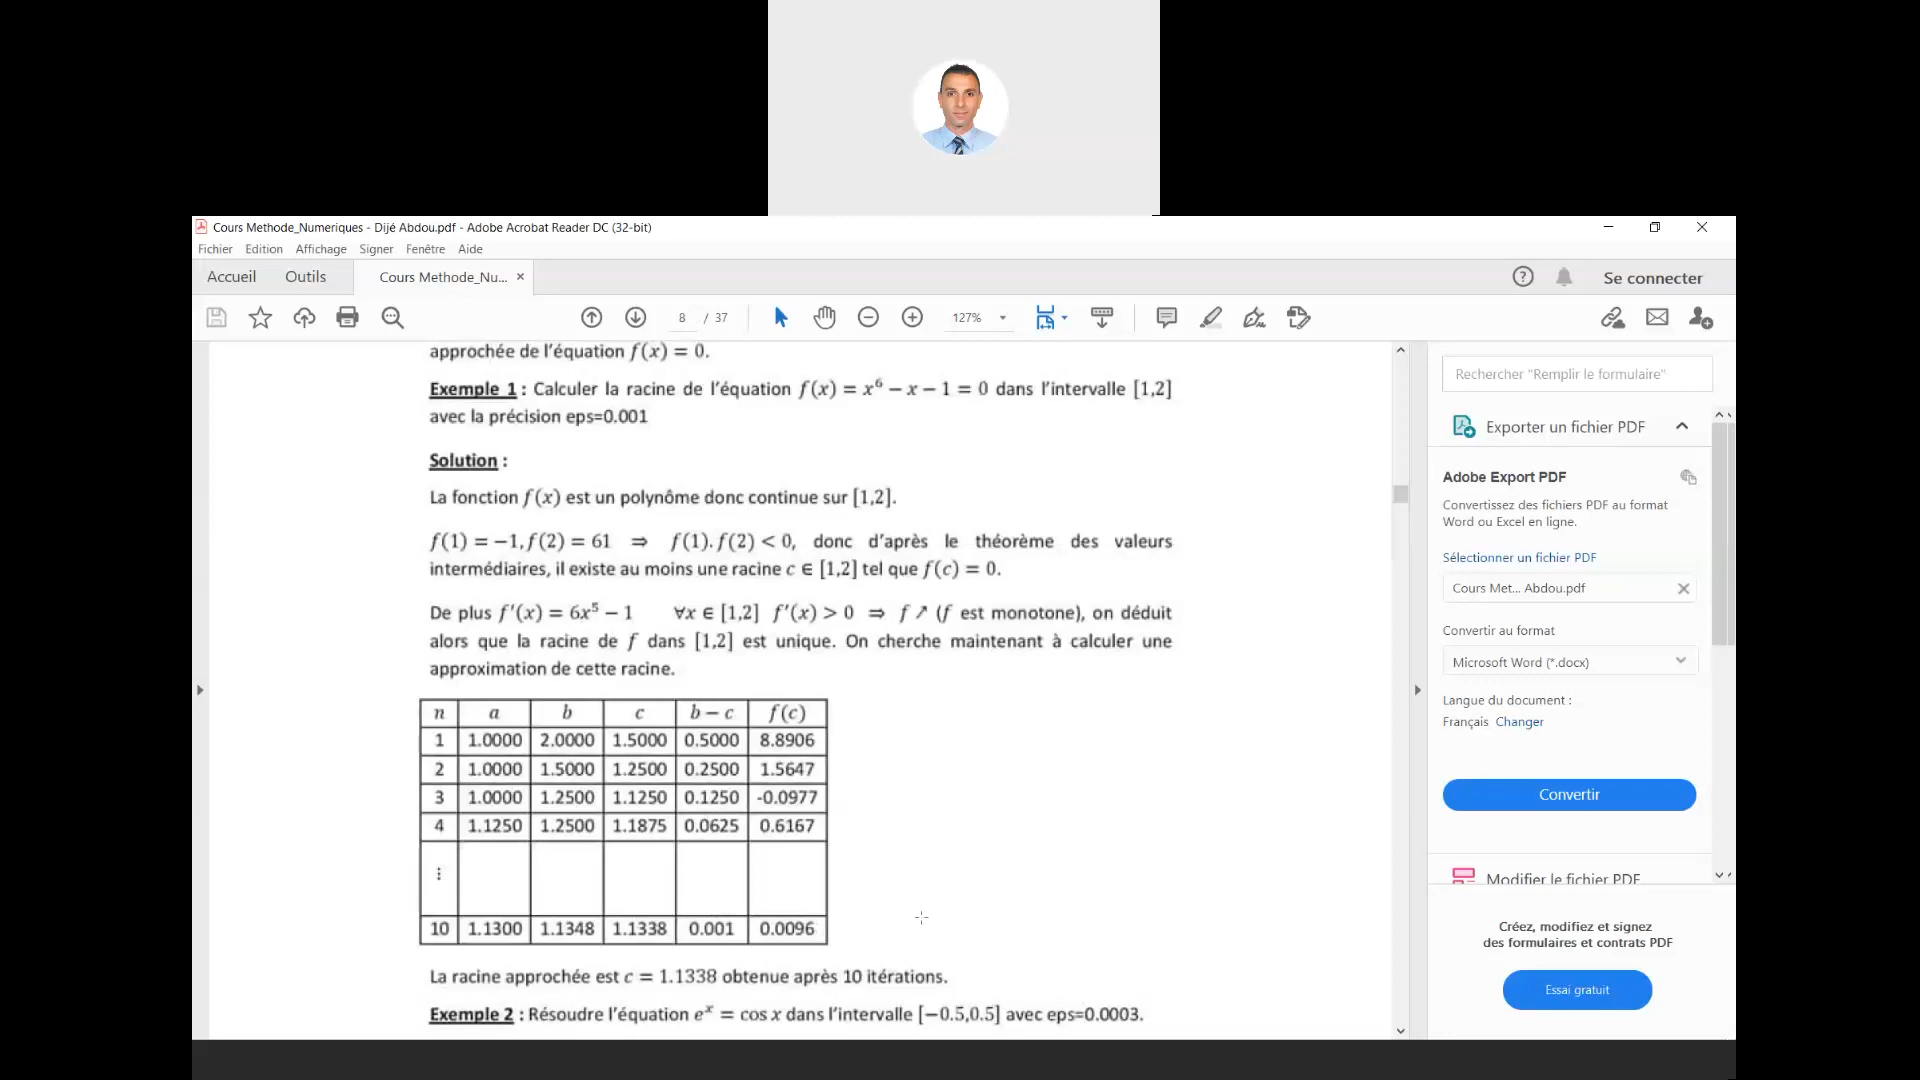 Cours Methode_Numeriques - Dijé Abdou.pdf - Adobe Acrobat Reader DC (32-bit)
Fichier Edition Affichage Signer Fenêtre Aide
Accueil Outils Cours Methode_Nu... × Se connecter
8 / 37 127%
approchée de l'équation f(x) = 0.
Exemple 1 : Calculer la racine de l'équation f(x) = x⁶ − x − 1 = 0 dans l'intervalle [1,2]
avec la précision eps=0.001
Solution :
La fonction f(x) est un polynôme donc continue sur [1,2].
f(1) = −1, f(2) = 61 ⇒ f(1). f(2) < 0, donc d'après le théorème des valeurs
intermédiaires, il existe au moins une racine c ∈ [1,2] tel que f(c) = 0.
De plus f'(x) = 6x⁵ − 1 ∀x ∈ [1,2] f'(x) > 0 ⇒ f ↗ (f est monotone), on déduit
alors que la racine de f dans [1,2] est unique. On cherche maintenant à calculer une
approximation de cette racine.
n a b c b − c f(c)
1 1.0000 2.0000 1.5000 0.5000 8.8906
2 1.0000 1.5000 1.2500 0.2500 1.5647
3 1.0000 1.2500 1.1250 0.1250 -0.0977
4 1.1250 1.2500 1.1875 0.0625 0.6167
⋮
10 1.1300 1.1348 1.1338 0.001 0.0096
La racine approchée est c = 1.1338 obtenue après 10 itérations.
Exemple 2 : Résoudre l'équation eˣ = cos x dans l'intervalle [−0.5,0.5] avec eps=0.0003.
Rechercher "Remplir le formulaire"
Exporter un fichier PDF
Adobe Export PDF
Convertissez des fichiers PDF au format
Word ou Excel en ligne.
Sélectionner un fichier PDF
Cours Met... Abdou.pdf
Convertir au format
Microsoft Word (*.docx)
Langue du document :
Français Changer
Convertir
Modifier le fichier PDF
Créez, modifiez et signez
des formulaires et contrats PDF
Essai gratuit